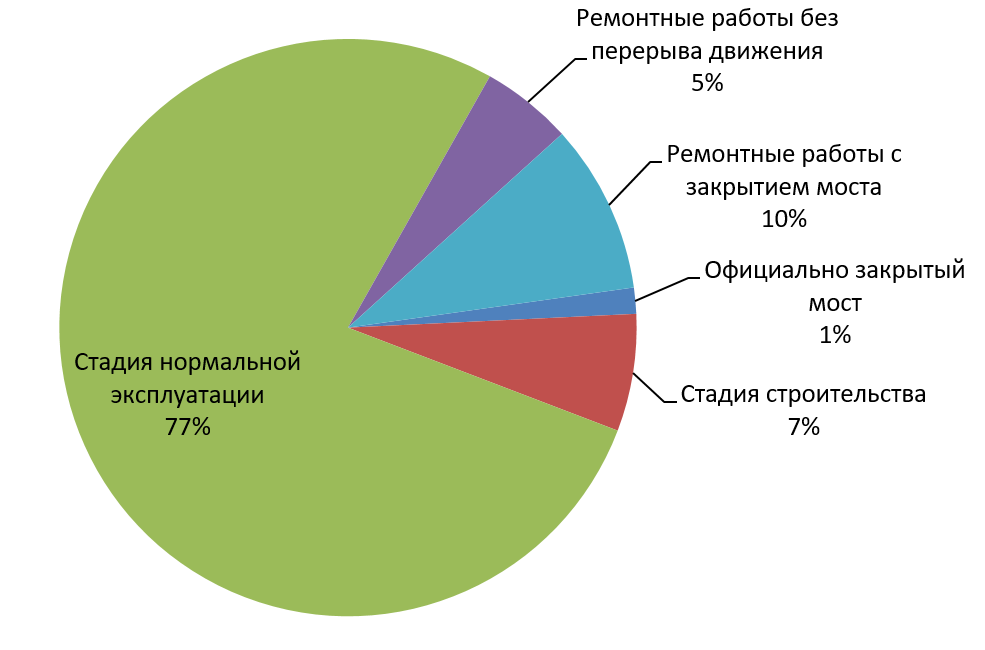 Ремонтные работы без
перерыва движения
5%
Ремонтные работы с
закрытием моста
10%
Официально закрытый
мост
1%
Стадия строительства
7%
Стадия нормальной
эксплуатации
77%